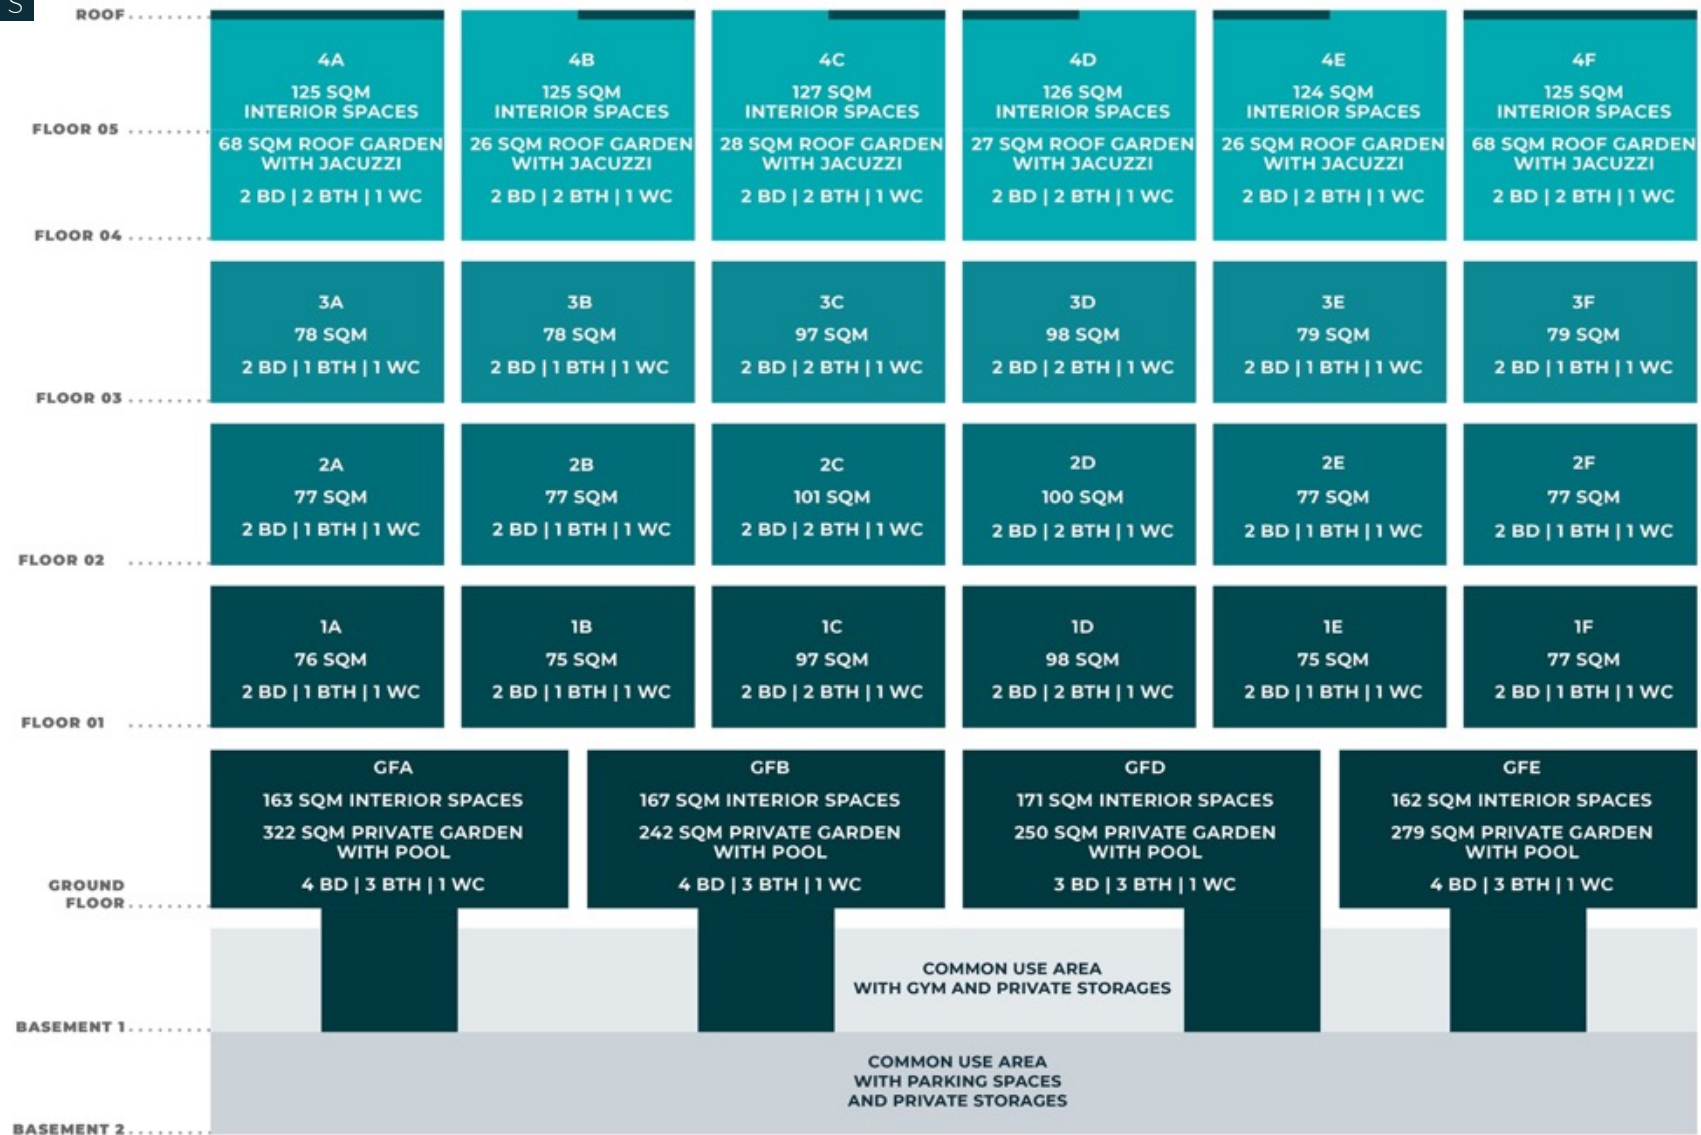 S
ROOF
4A
125 SQM
INTERIOR SPACES
68 SQM ROOF GARDEN
WITH JACUZZI
2 BD | 2 BTH | 1 WC
4B
125 SQM
INTERIOR SPACES
26 SQM ROOF GARDEN
WITH JACUZZI
2 BD | 2 BTH | 1 WC
4C
127 SQM
INTERIOR SPACES
28 SQM ROOF GARDEN
WITH JACUZZI
2 BD | 2 BTH | 1 WC
4D
126 SQM
INTERIOR SPACES
27 SQM ROOF GARDEN
WITH JACUZZI
2 BD | 2 BTH | 1 WC
4E
124 SQM
INTERIOR SPACES
26 SQM ROOF GARDEN
WITH JACUZZI
2 BD | 2 BTH | 1 WC
4F
125 SQM
INTERIOR SPACES
68 SQM ROOF GARDEN
WITH JACUZZI
2 BD | 2 BTH | 1 WC
FLOOR 05
FLOOR 04
3A
78 SQM
2 BD | 1 BTH | 1 WC
3B
78 SQM
2 BD | 1 BTH | 1 WC
3C
97 SQM
2 BD | 2 BTH | 1 WC
3D
98 SQM
2 BD | 2 BTH | 1 WC
3E
79 SQM
2 BD | 1 BTH | 1 WC
3F
79 SQM
2 BD | 1 BTH | 1 WC
FLOOR 03
2A
77 SQM
2 BD | 1 BTH | 1 WC
2B
77 SQM
2 BD | 1 BTH | 1 WC
2C
101 SQM
2 BD | 2 BTH | 1 WC
2D
100 SQM
2 BD | 2 BTH | 1 WC
2E
77 SQM
2 BD | 1 BTH | 1 WC
2F
77 SQM
2 BD | 1 BTH | 1 WC
FLOOR 02
1A
76 SQM
2 BD | 1 BTH | 1 WC
1B
75 SQM
2 BD | 1 BTH | 1 WC
1C
97 SQM
2 BD | 2 BTH | 1 WC
1D
98 SQM
2 BD | 2 BTH | 1 WC
1E
75 SQM
2 BD | 1 BTH | 1 WC
1F
77 SQM
2 BD | 1 BTH | 1 WC
FLOOR 01
GFA
163 SQM INTERIOR SPACES
322 SQM PRIVATE GARDEN
WITH POOL
4 BD | 3 BTH | 1 WC
GFB
167 SQM INTERIOR SPACES
242 SQM PRIVATE GARDEN
WITH POOL
4 BD | 3 BTH | 1 WC
GFD
171 SQM INTERIOR SPACES
250 SQM PRIVATE GARDEN
WITH POOL
3 BD | 3 BTH | 1 WC
GFE
162 SQM INTERIOR SPACES
279 SQM PRIVATE GARDEN
WITH POOL
4 BD | 3 BTH | 1 WC
GROUND
FLOOR
COMMON USE AREA
WITH GYM AND PRIVATE STORAGES
BASEMENT 1
COMMON USE AREA
WITH PARKING SPACES
AND PRIVATE STORAGES
BASEMENT 2